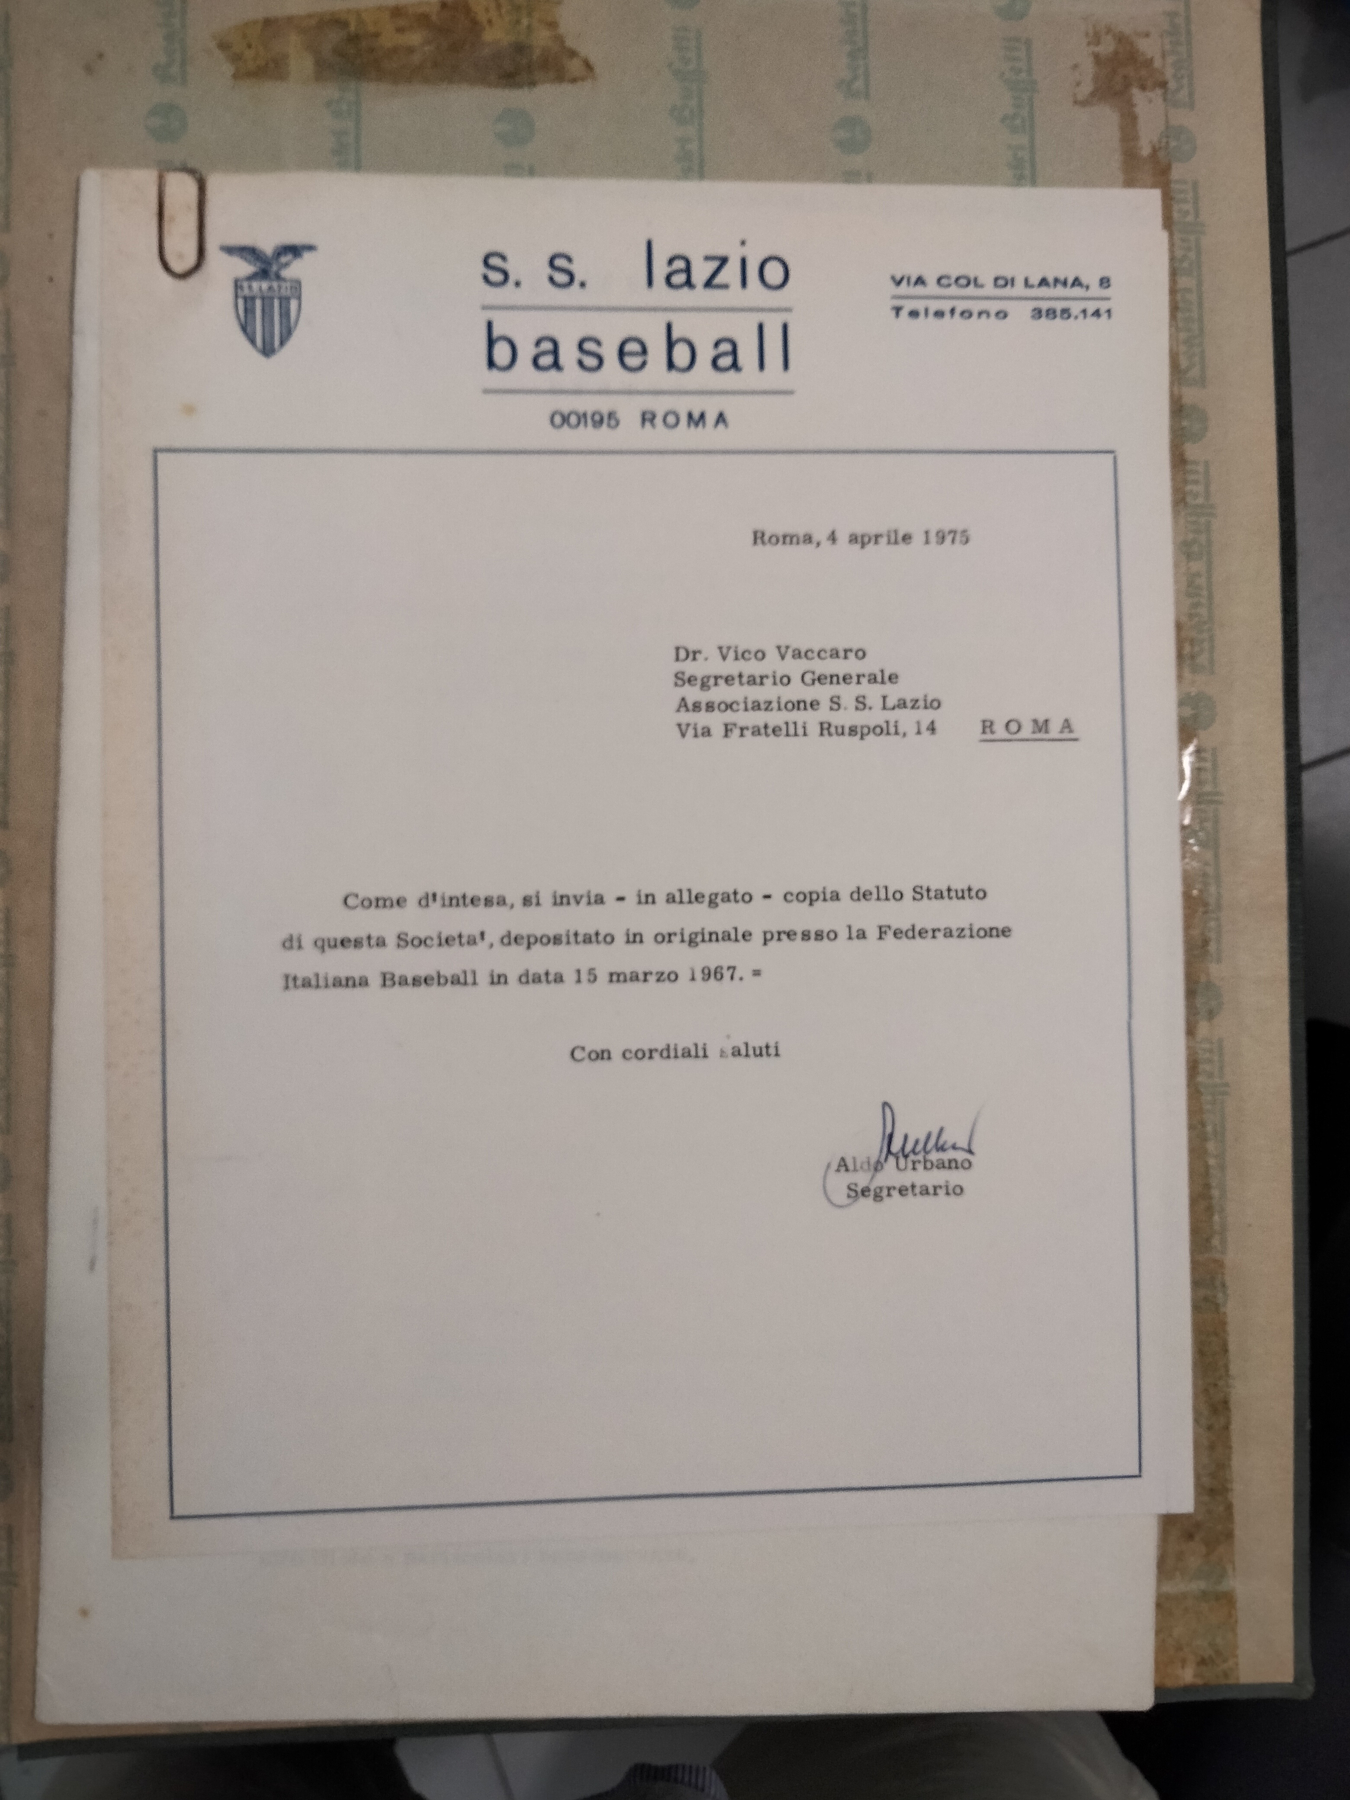 S.S. LAZIO
s. s. lazio
baseball
00195 ROMA
VIA COL DI LANA, 8
Telefono 385.141
Roma, 4 aprile 1975
Dr. Vico Vaccaro
Segretario Generale
Associazione S. S. Lazio
Via Fratelli Ruspoli, 14 R O M A
Come d'intesa, si invia - in allegato - copia dello Statuto
di questa Societa', depositato in originale presso la Federazione
Italiana Baseball in data 15 marzo 1967. =
Con cordiali saluti
Aldo Urbano
Segretario